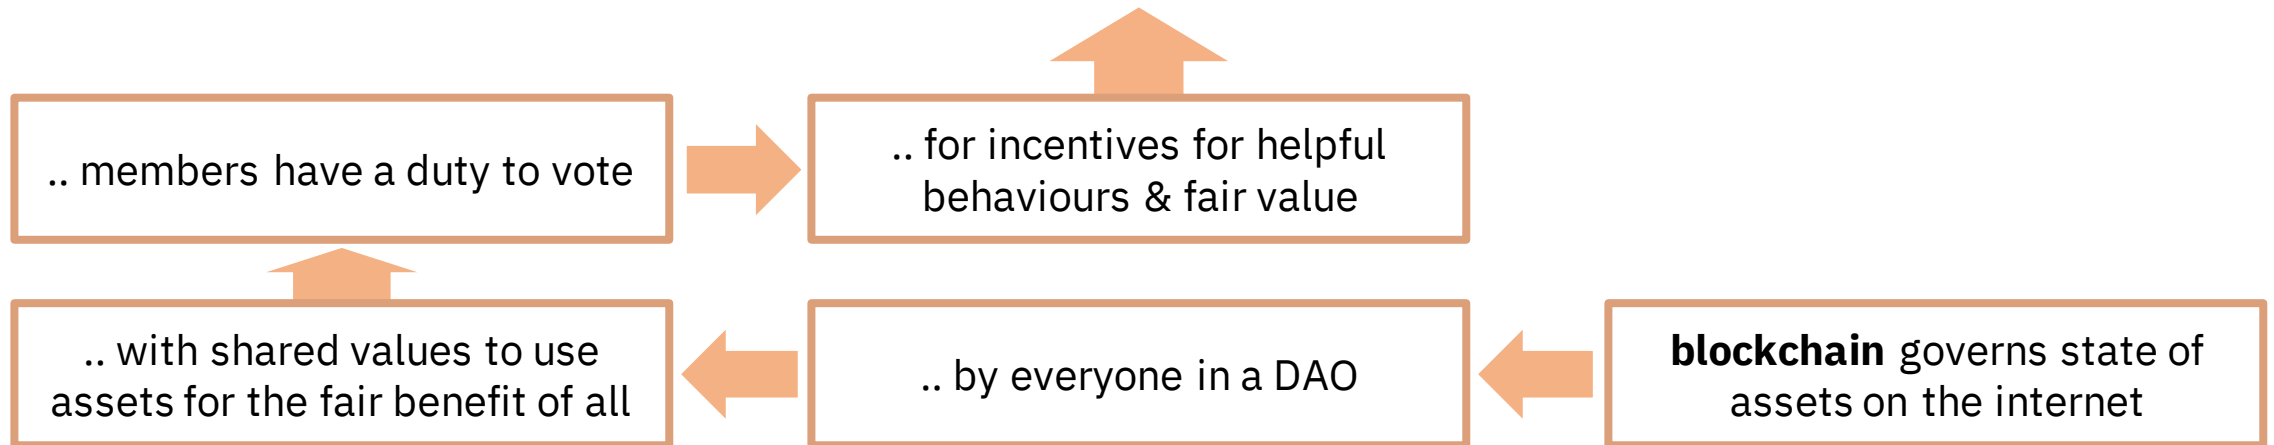 .. members have a duty to vote
.. for incentives for helpful
behaviours & fair value
.. with shared values to use
assets for the fair benefit of all
.. by everyone in a DAO
blockchain governs state of
assets on the internet